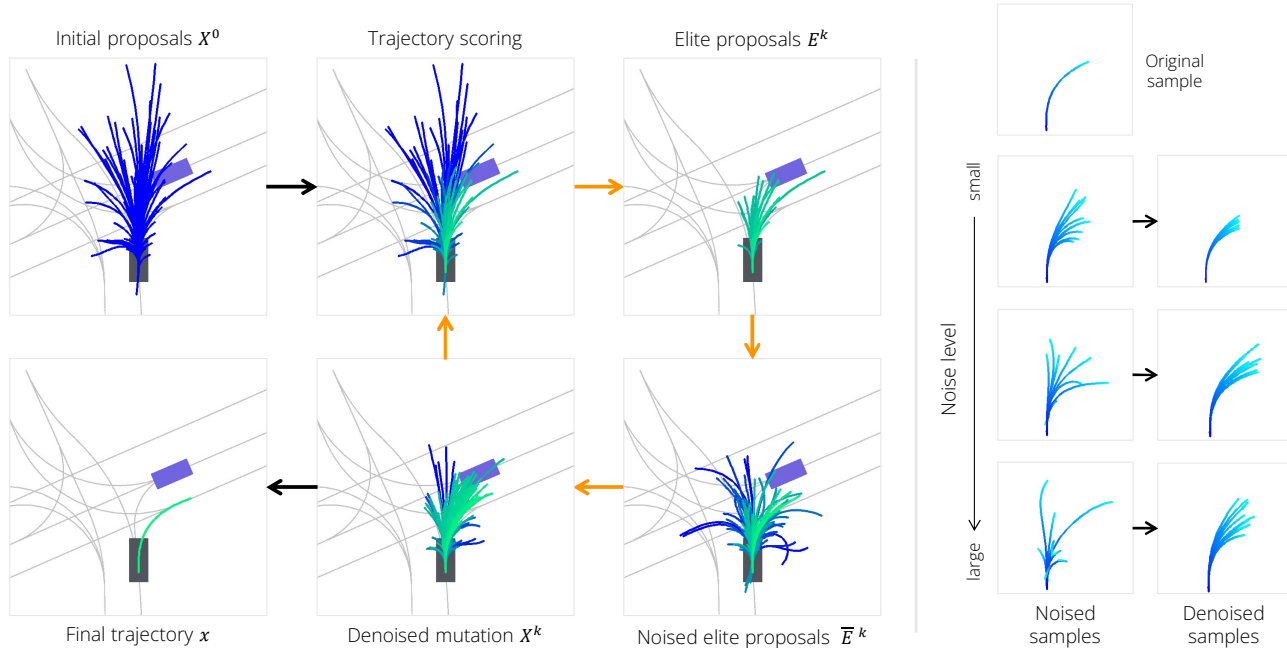 Initial proposals X⁰
Trajectory scoring
Elite proposals Eᵏ
Final trajectory x
Denoised mutation Xᵏ
Noised elite proposals E̅ ᵏ
Original
sample
Noise level
small
large
Noised
samples
Denoised
samples